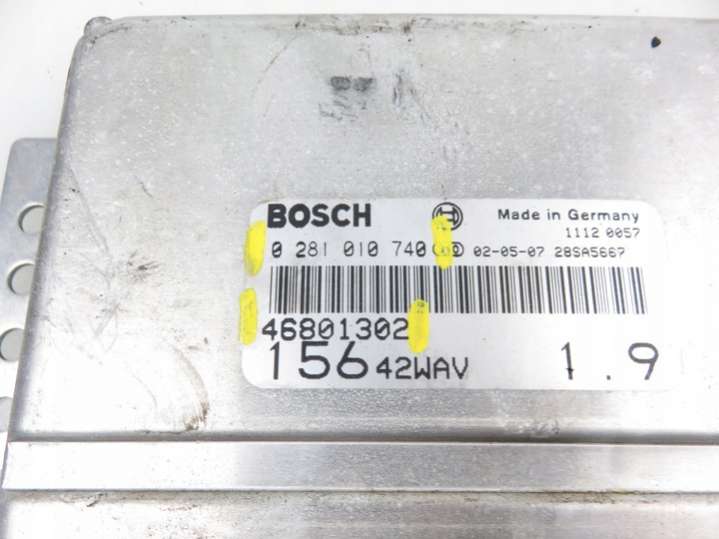 BOSCH Made in Germany
1112 0057
0 281 010 740 02-05-07 28SA5667
46801302
156 42WAV 1.9